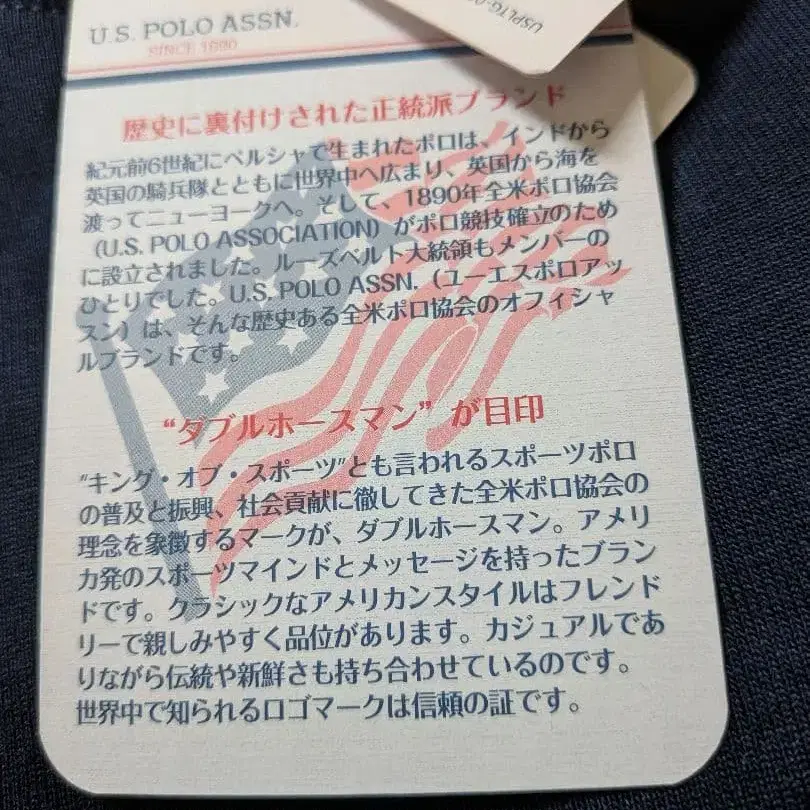 U.S. POLO ASSN.
SINCE 1890
歴史に裏付けされた正統派ブランド
紀元前6世紀にペルシャで生まれたポロは、インドから
英国の騎兵隊とともに世界中へ広まり、英国から海を
渡ってニューヨークへ。そして、1890年全米ポロ協会
（U.S. POLO ASSOCIATION）がポロ競技確立のため
に設立されました。ルーズベルト大統領もメンバーの
ひとりでした。U.S. POLO ASSN.（ユーエスポロアッ
スン）は、そんな歴史ある全米ポロ協会のオフィシャ
ルブランドです。
“ダブルホースマン”が目印
"キング・オブ・スポーツ"とも言われるスポーツポロ
の普及と振興、社会貢献に徹してきた全米ポロ協会の
理念を象徴するマークが、ダブルホースマン。アメリ
カ発のスポーツマインドとメッセージを持ったブラン
ドです。クラシックなアメリカンスタイルはフレンド
リーで親しみやすく品位があります。カジュアルであ
りながら伝統や新鮮さも持ち合わせているのです。
世界中で知られるロゴマークは信頼の証です。